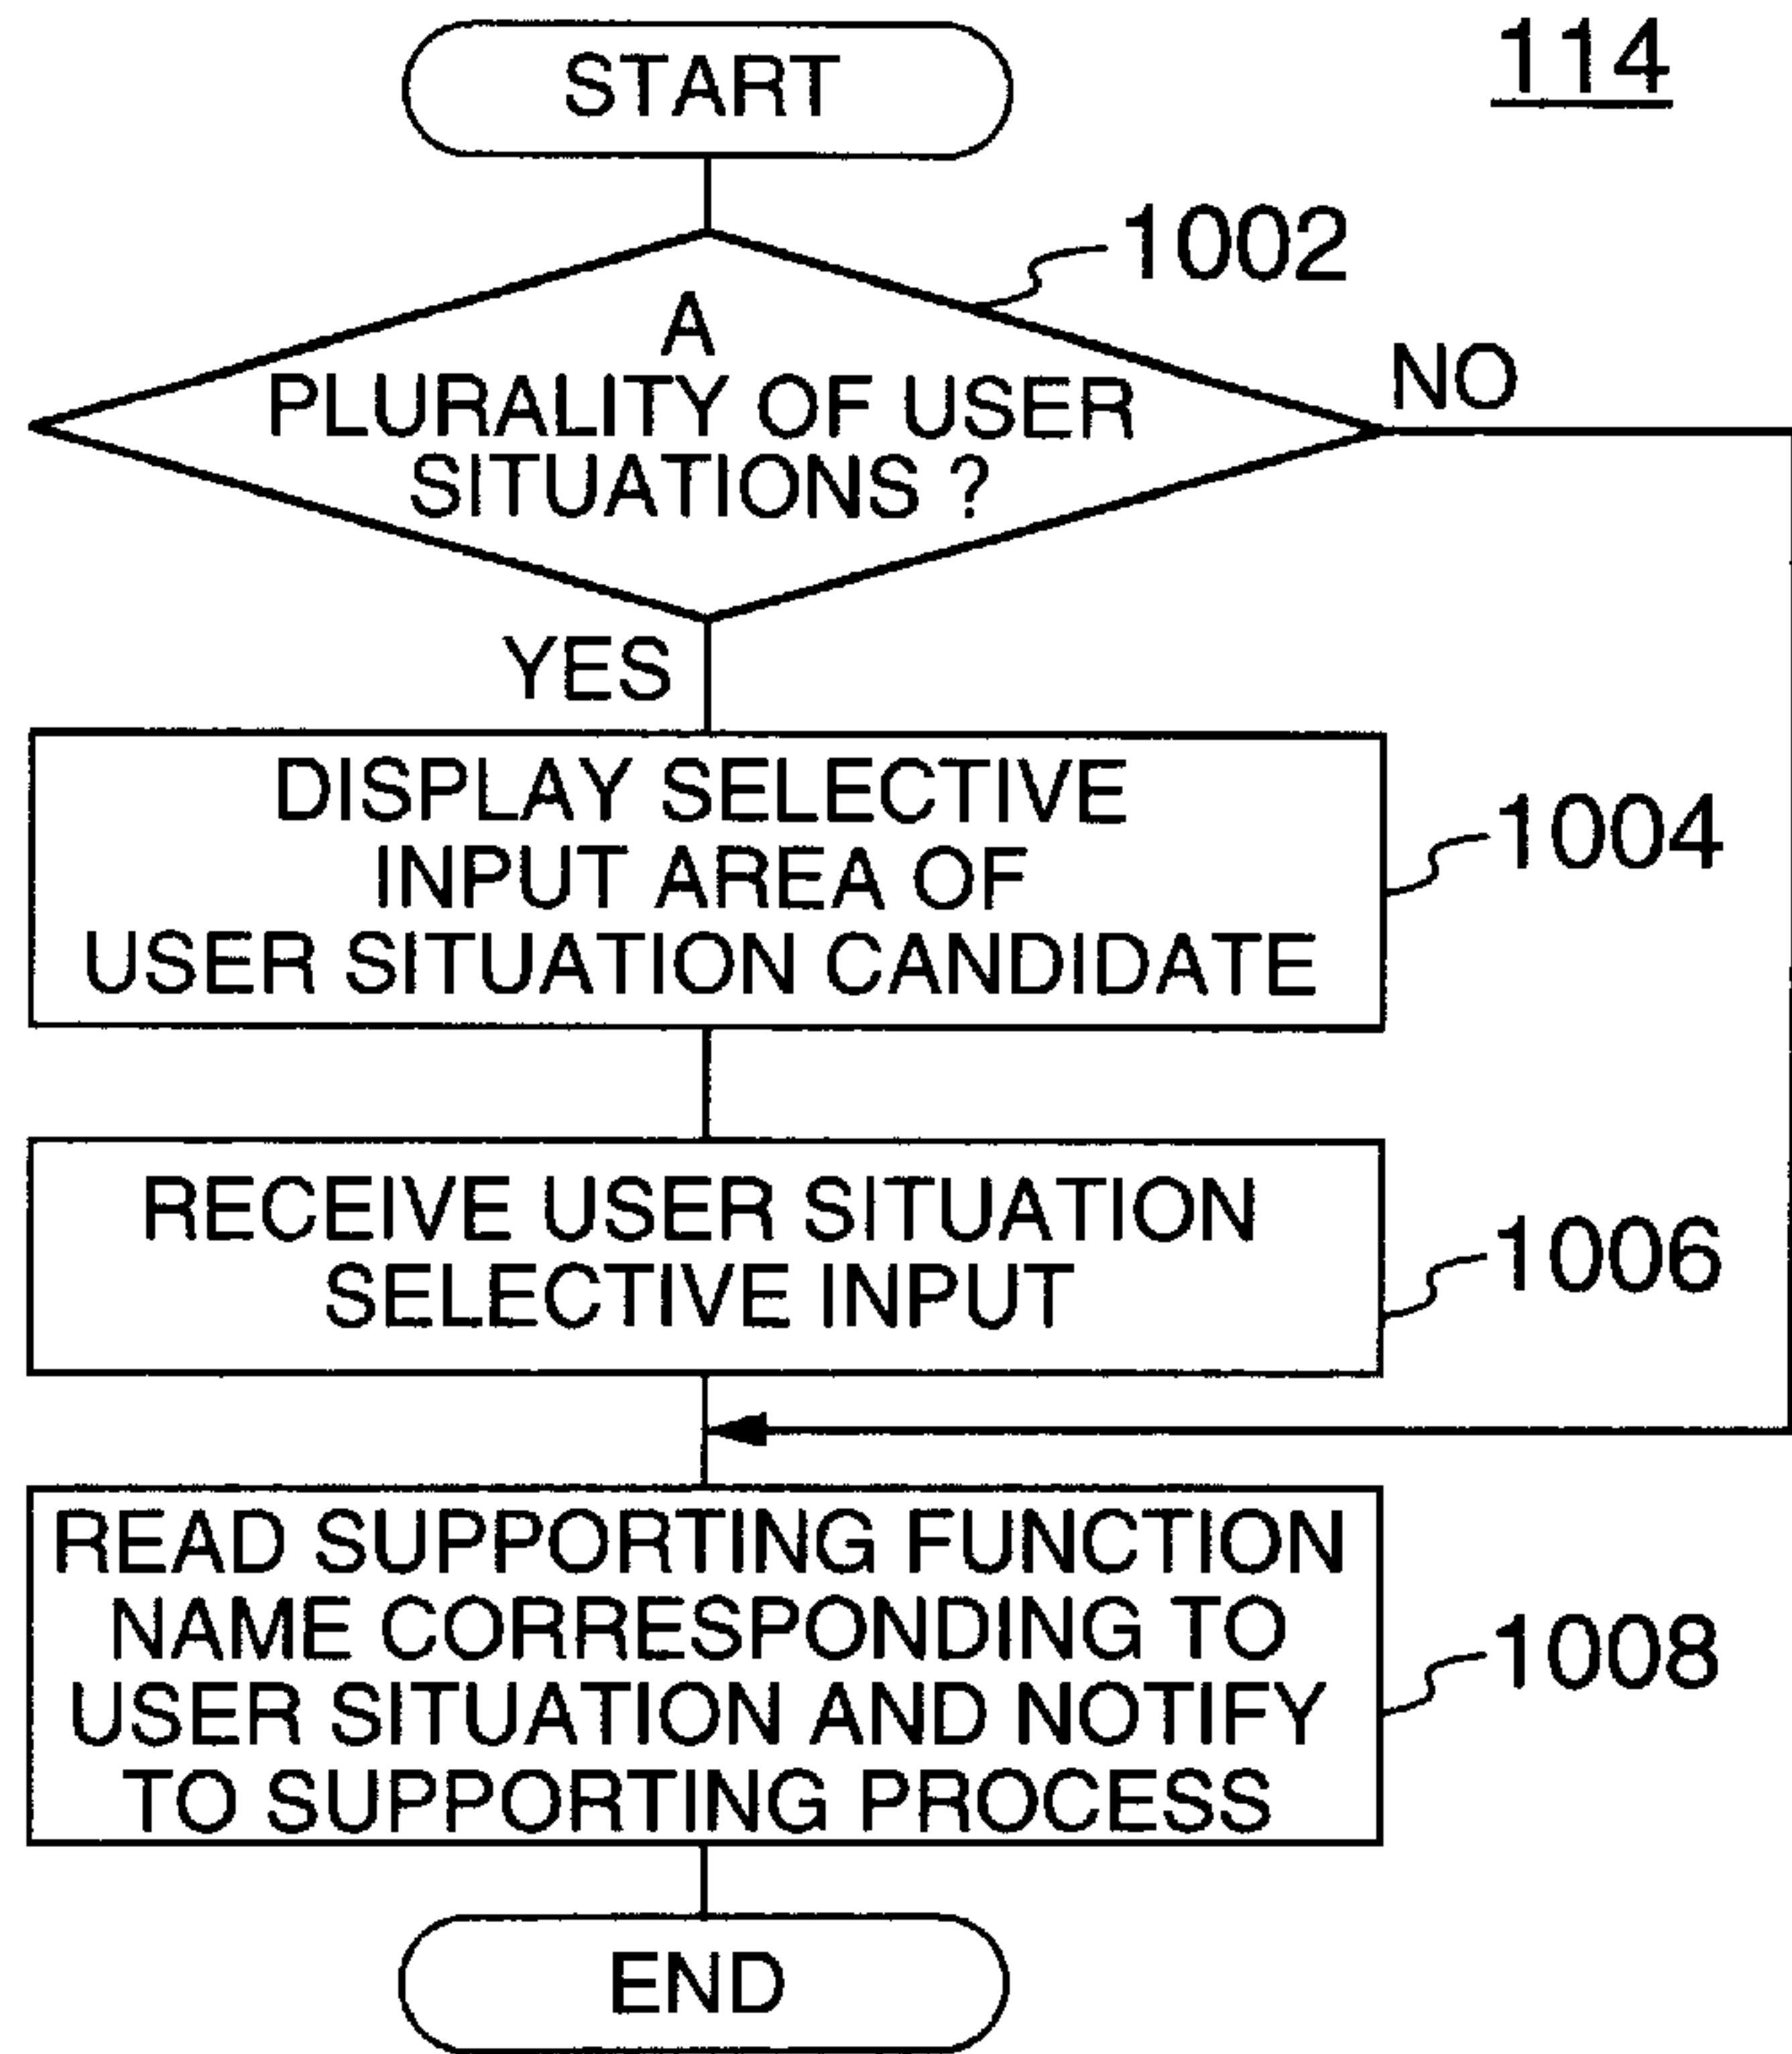 114
START
1002
A
PLURALITY OF USER
SITUATIONS ?
NO
YES
DISPLAY SELECTIVE
INPUT AREA OF
USER SITUATION CANDIDATE
1004
RECEIVE USER SITUATION
SELECTIVE INPUT
1006
READ SUPPORTING FUNCTION
NAME CORRESPONDING TO
USER SITUATION AND NOTIFY
TO SUPPORTING PROCESS
1008
END